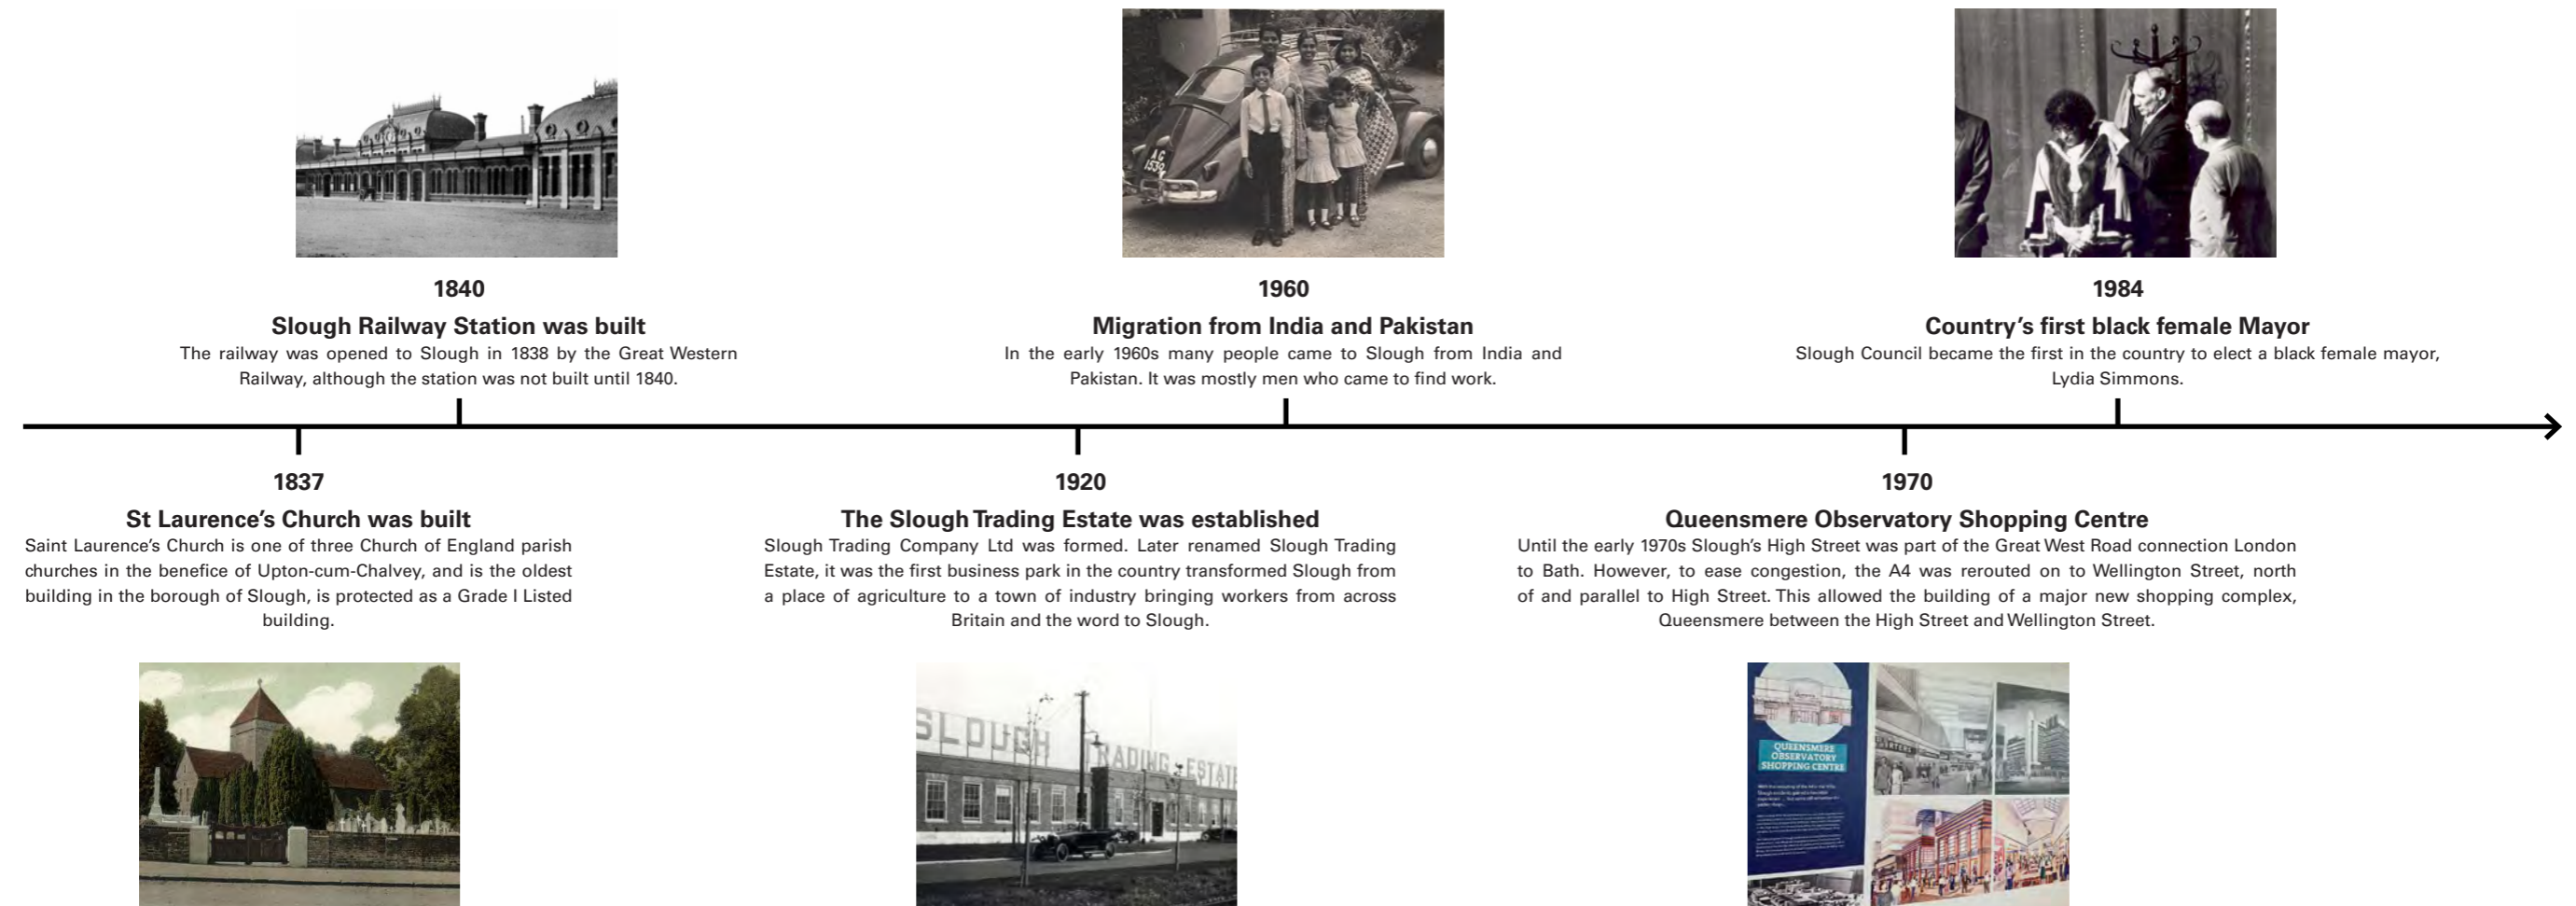 1840
Slough Railway Station was built
The railway was opened to Slough in 1838 by the Great Western
Railway, although the station was not built until 1840.
AG
1960
Migration from India and Pakistan
In the early 1960s many people came to Slough from India and
Pakistan. It was mostly men who came to find work.
1984
Country’s first black female Mayor
Slough Council became the first in the country to elect a black female mayor,
Lydia Simmons.
1837
St Laurence’s Church was built
Saint Laurence’s Church is one of three Church of England parish
churches in the benefice of Upton-cum-Chalvey, and is the oldest
building in the borough of Slough, is protected as a Grade I Listed
building.
1920
The Slough Trading Estate was established
Slough Trading Company Ltd was formed. Later renamed Slough Trading
Estate, it was the first business park in the country transformed Slough from
a place of agriculture to a town of industry bringing workers from across
Britain and the word to Slough.
SLOUGH TRADING ESTATE
1970
Queensmere Observatory Shopping Centre
Until the early 1970s Slough’s High Street was part of the Great West Road connection London
to Bath. However, to ease congestion, the A4 was rerouted on to Wellington Street, north
of and parallel to High Street. This allowed the building of a major new shopping complex,
Queensmere between the High Street and Wellington Street.
QUEENSMERE
OBSERVATORY
SHOPPING CENTRE